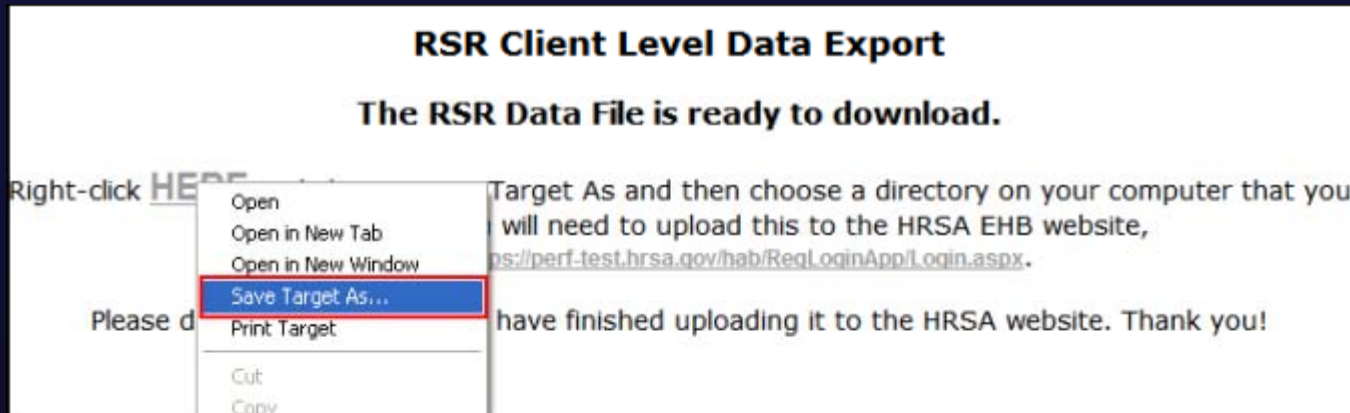 RSR Client Level Data Export
The RSR Data File is ready to download.
Right-click Target As and then choose a directory on your computer that you
Open
will need to upload this to the HRSA EHB website,
Open in New Tab
Open in New Window
ps://perf-test.hrsa.gov/hab/RegLoginApp/Login.aspx.
Save Target As...
Please d have finished uploading it to the HRSA website. Thank you!
Print Target
Cut
Copy